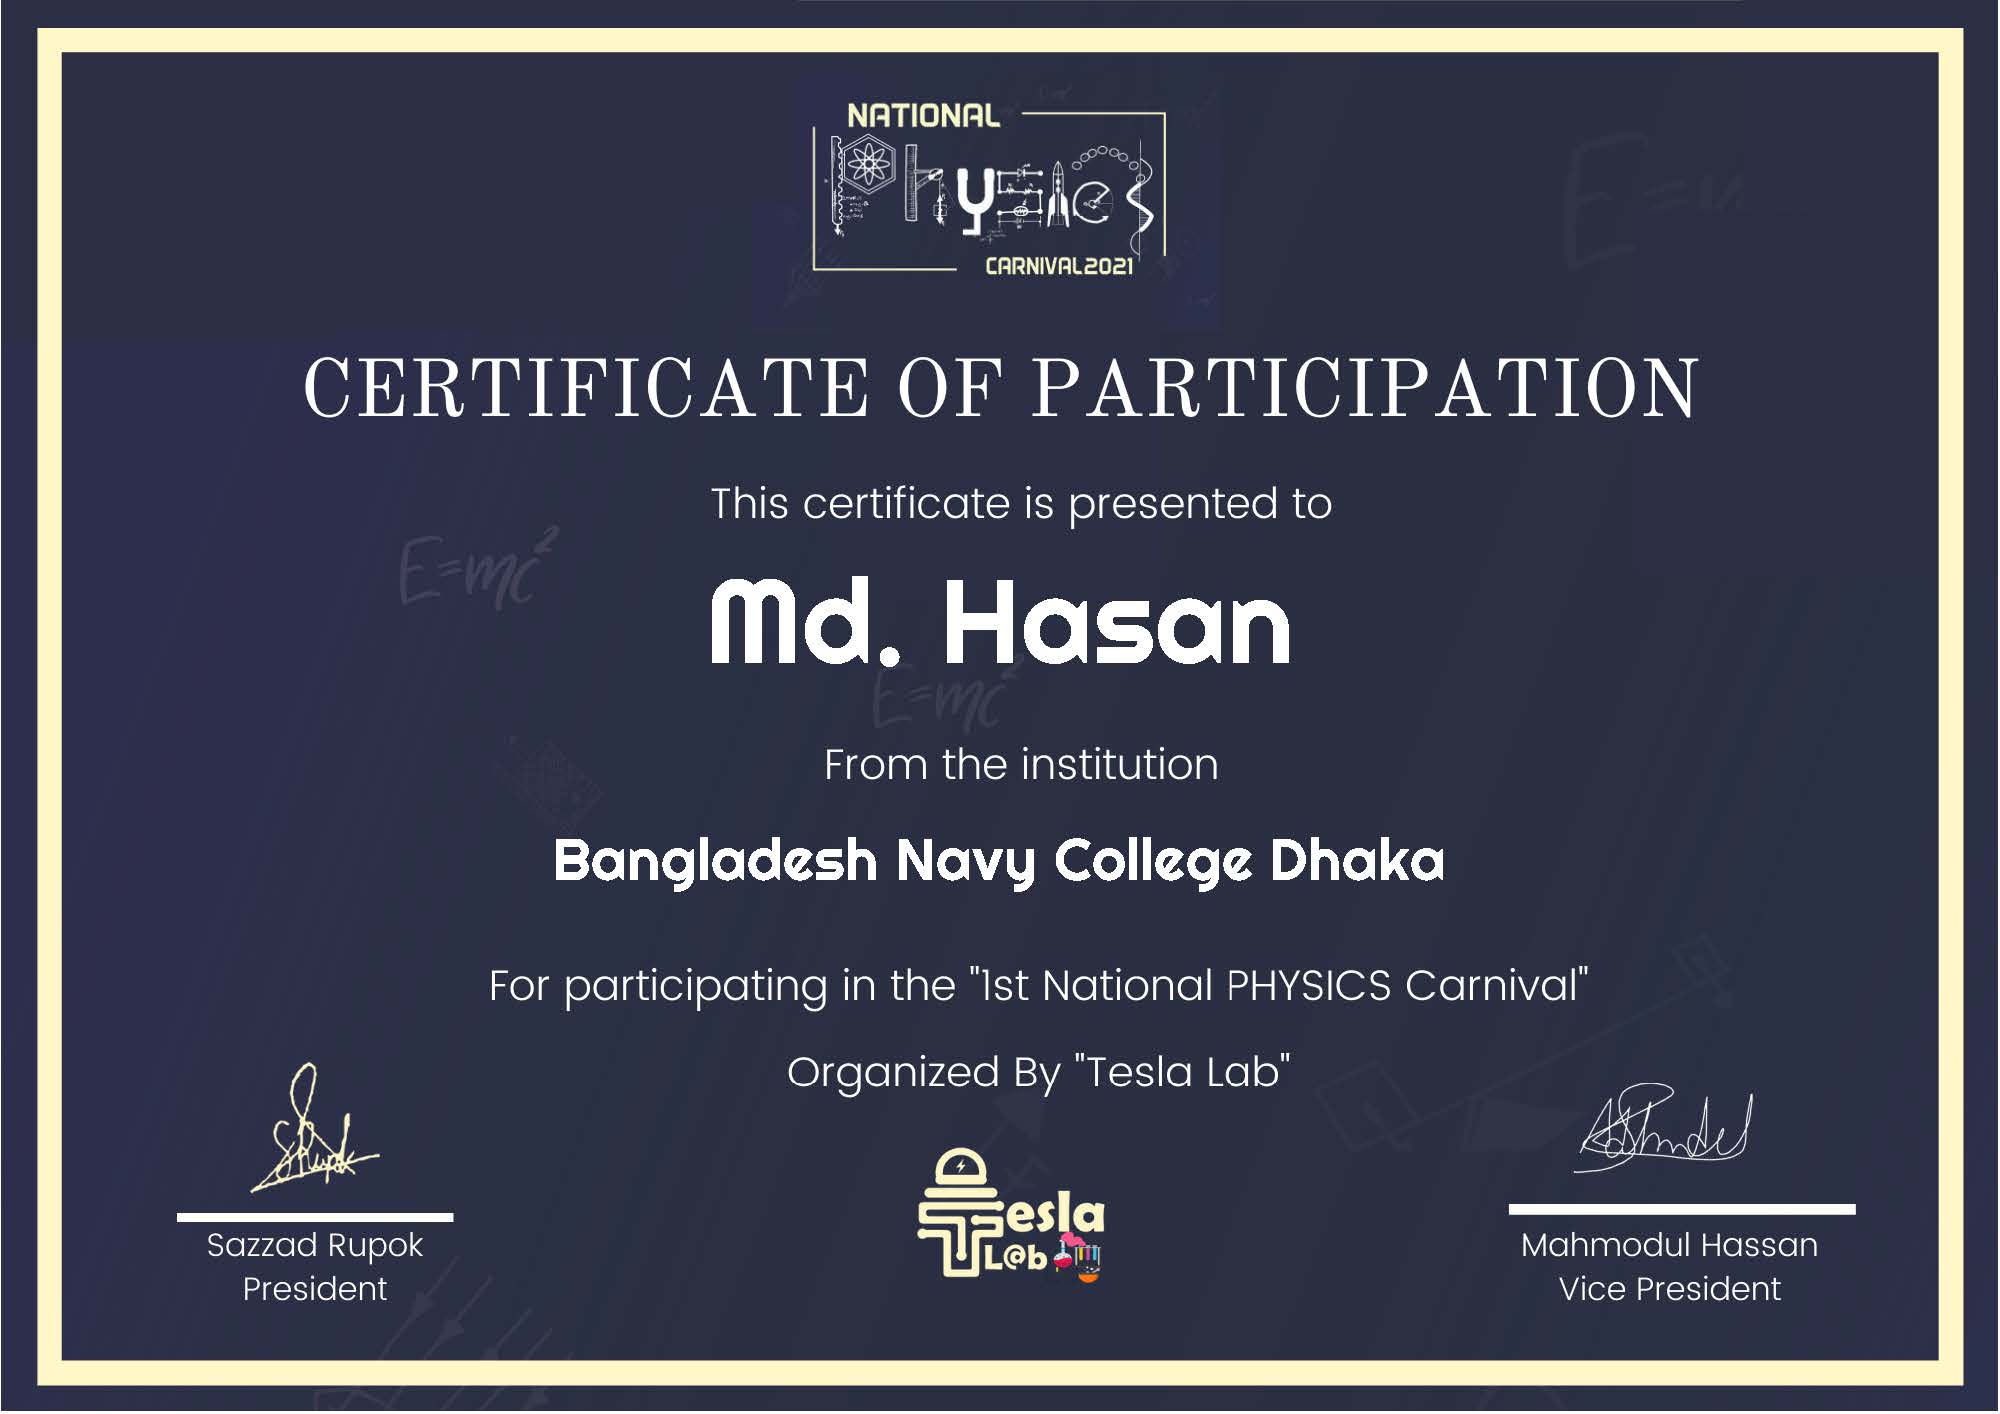 NATIONAL
Physics
CARNIVAL2021
CERTIFICATE OF PARTICIPATION
This certificate is presented to
E=mc²
Md. Hasan
E=mc²
From the institution
Bangladesh Navy College Dhaka
For participating in the "1st National PHYSICS Carnival"
Organized By "Tesla Lab"
Tesla
L@b
Sazzad Rupok
President
Mahmodul Hassan
Vice President